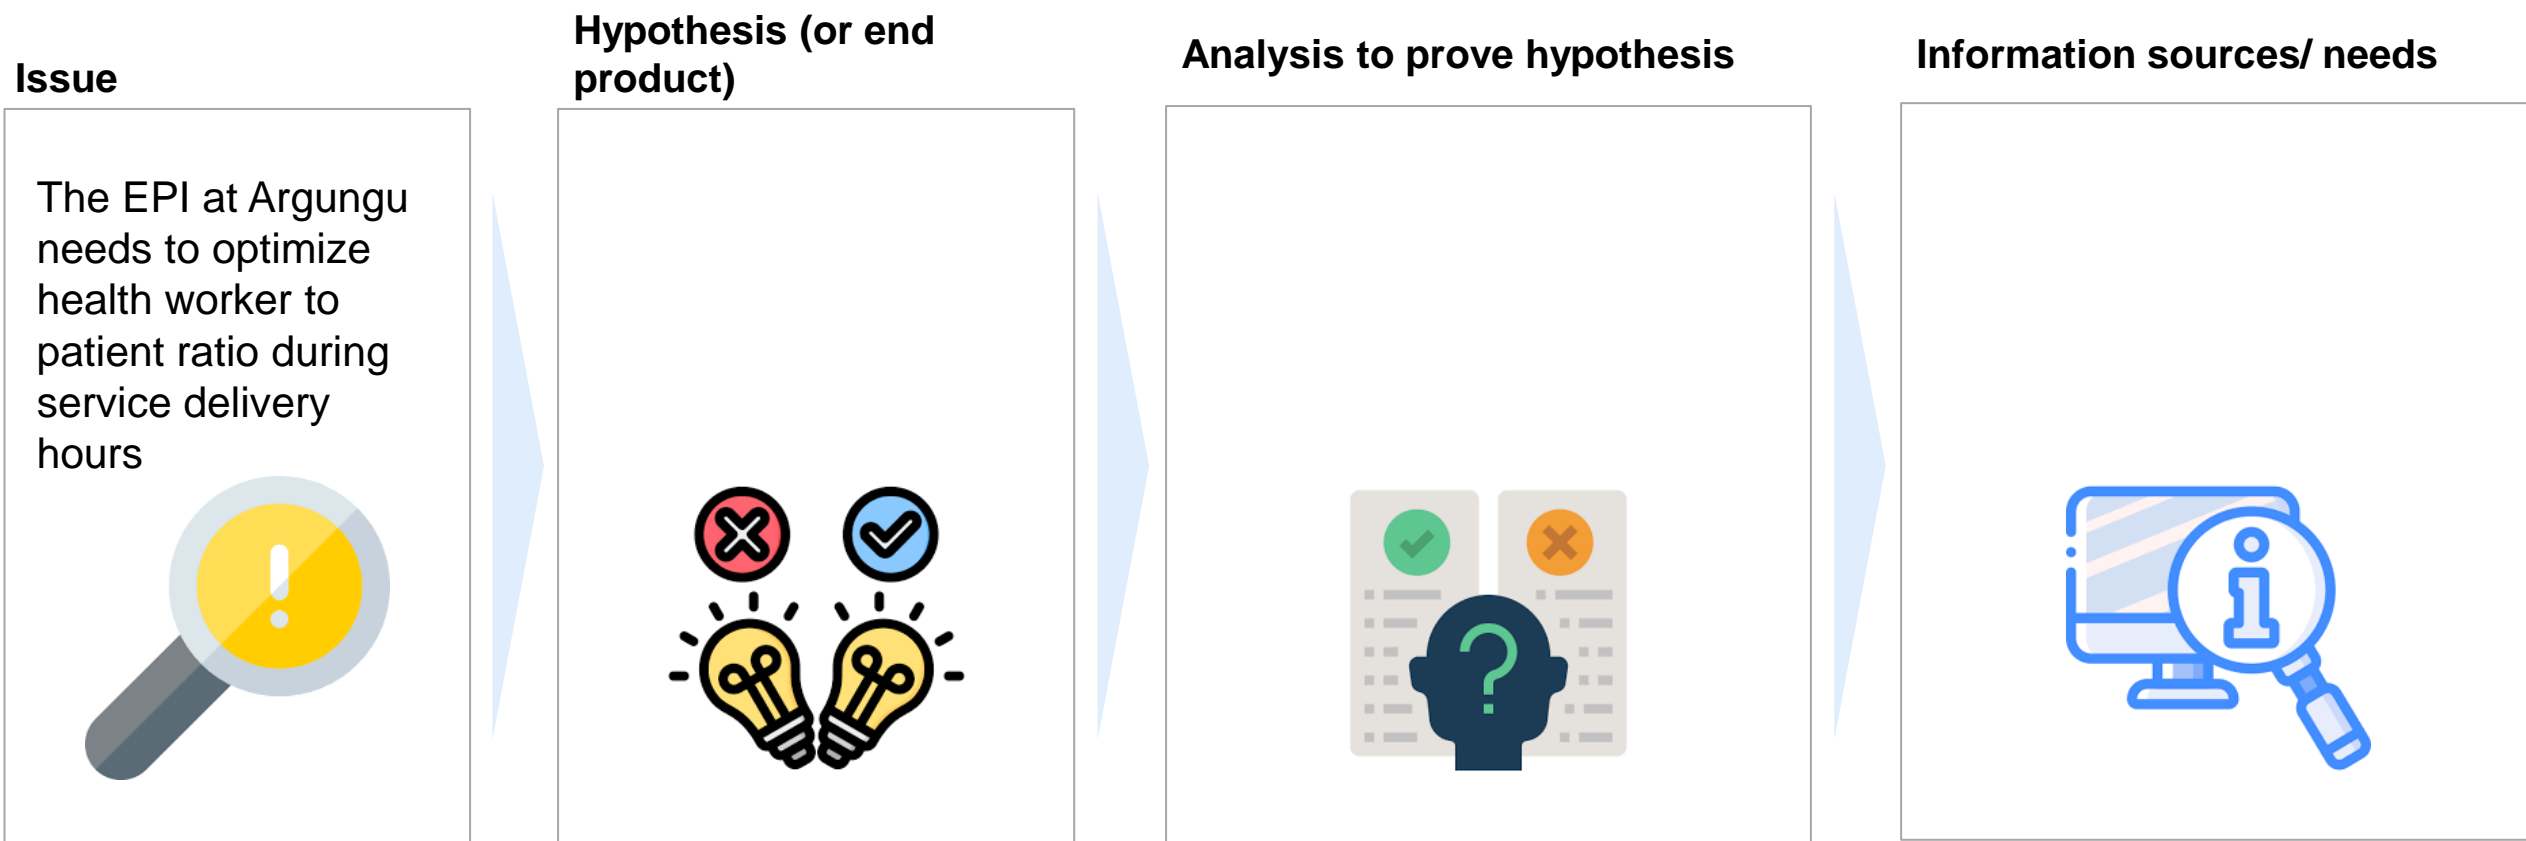 Issue
Hypothesis (or end
product)
Analysis to prove hypothesis
Information sources/ needs
The EPI at Argungu
needs to optimize
health worker to
patient ratio during
service delivery
hours